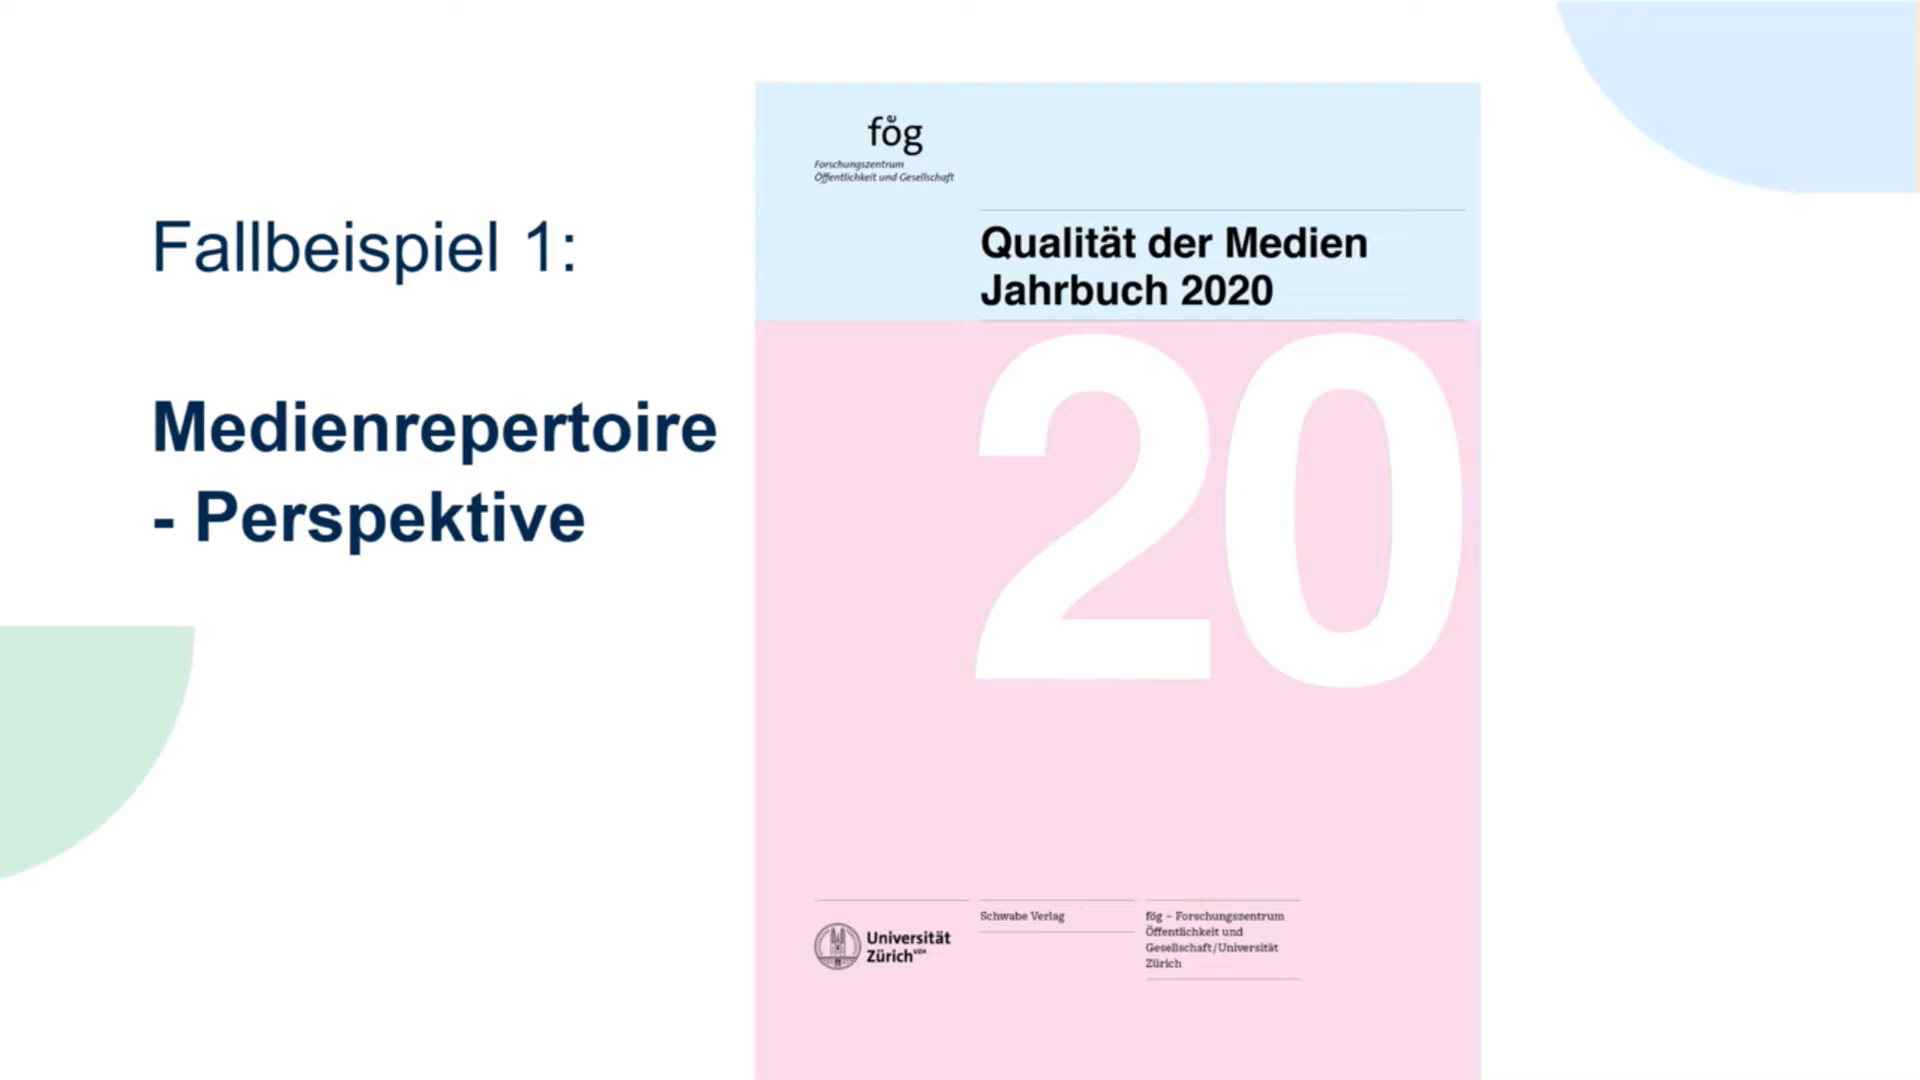 Fallbeispiel 1:
Medienrepertoire
- Perspektive
fög
Forschungszentrum
Öffentlichkeit und Gesellschaft
Qualität der Medien
Jahrbuch 2020
20
Universität
Zürich UZH
Schwabe Verlag
fög – Forschungszentrum
Öffentlichkeit und
Gesellschaft/Universität
Zürich